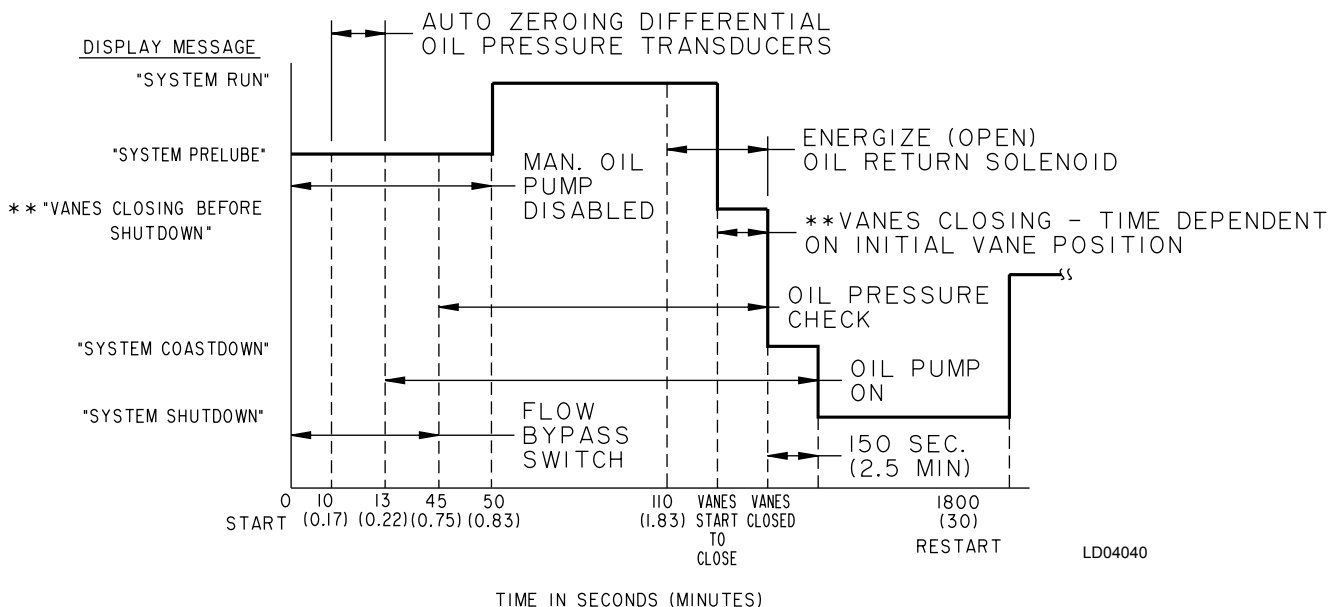 AUTO ZEROING DIFFERENTIAL
OIL PRESSURE TRANSDUCERS
DISPLAY MESSAGE
"SYSTEM RUN"
"SYSTEM PRELUBE"
ENERGIZE (OPEN)
OIL RETURN SOLENOID
MAN. OIL
PUMP
DISABLED
**"VANES CLOSING BEFORE
SHUTDOWN"
**VANES CLOSING - TIME DEPENDENT
ON INITIAL VANE POSITION
OIL PRESSURE
CHECK
"SYSTEM COASTDOWN"
OIL PUMP
ON
"SYSTEM SHUTDOWN"
FLOW
BYPASS
SWITCH
150 SEC.
(2.5 MIN)
0 10 13 45 50 110 VANES VANES 1800
START (0.17) (0.22) (0.75) (0.83) (1.83) START CLOSED (30)
TO
CLOSE
RESTART
LD04040
TIME IN SECONDS (MINUTES)